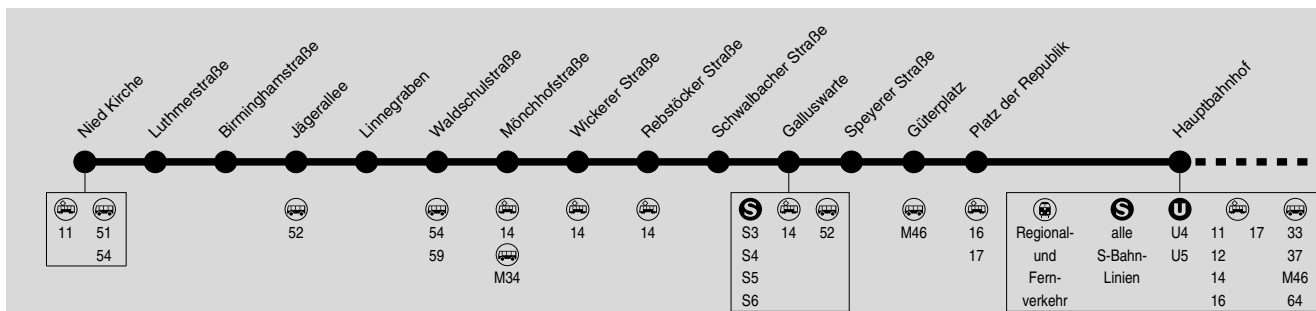 Nied Kirche
Luthmerstraße
Birminghamstraße
Jägerallee
Linnegraben
Waldschulstraße
Mönchhofstraße
Wickerer Straße
Rebstöcker Straße
Schwalbacher Straße
Galluswarte
Speyerer Straße
Güterplatz
Platz der Republik
Hauptbahnhof
11 51
54
52
54
59
14
M34
14
14
S
S3 14 52
S4
S5
S6
M46
16
17
S U
Regional- alle U4 11 17 33
und S-Bahn- U5 12 37
Fern- Linien 14 M46
verkehr 16 64